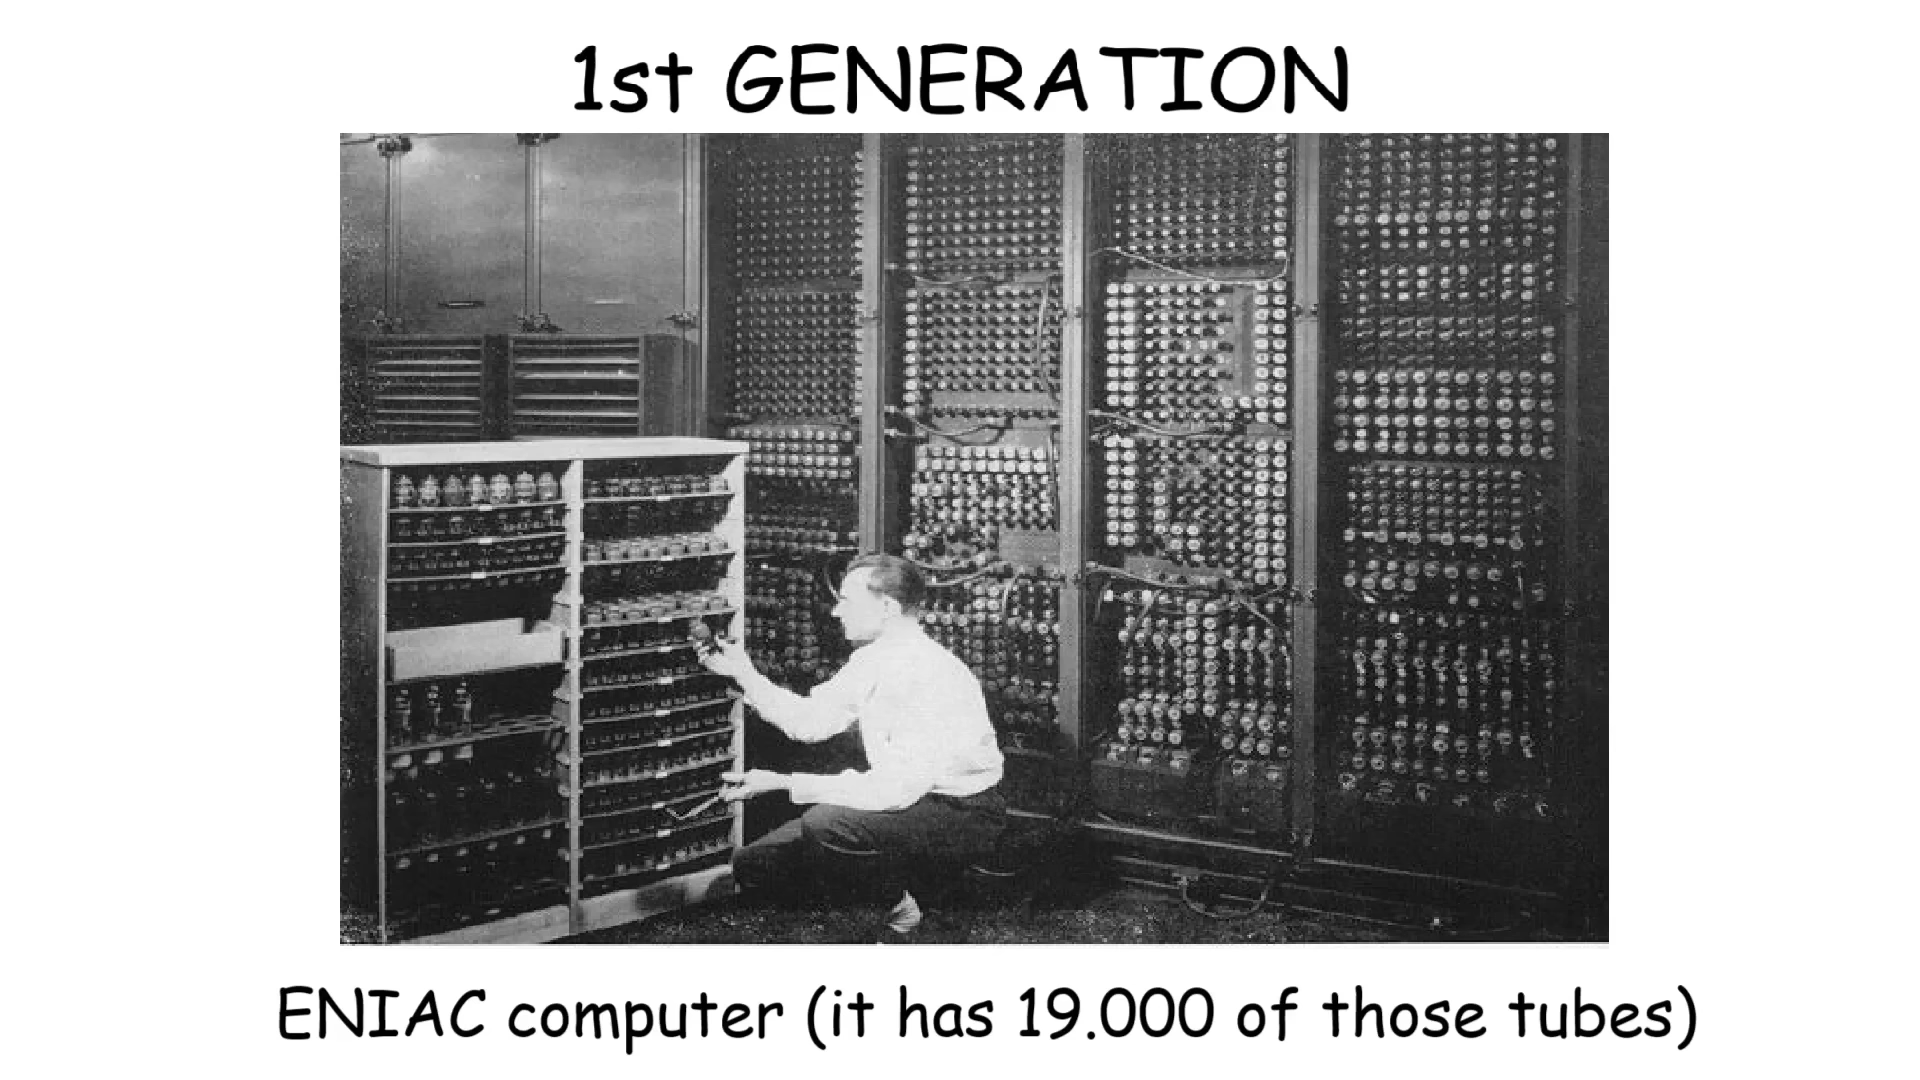 1st GENERATION
ENIAC computer (it has 19.000 of those tubes)